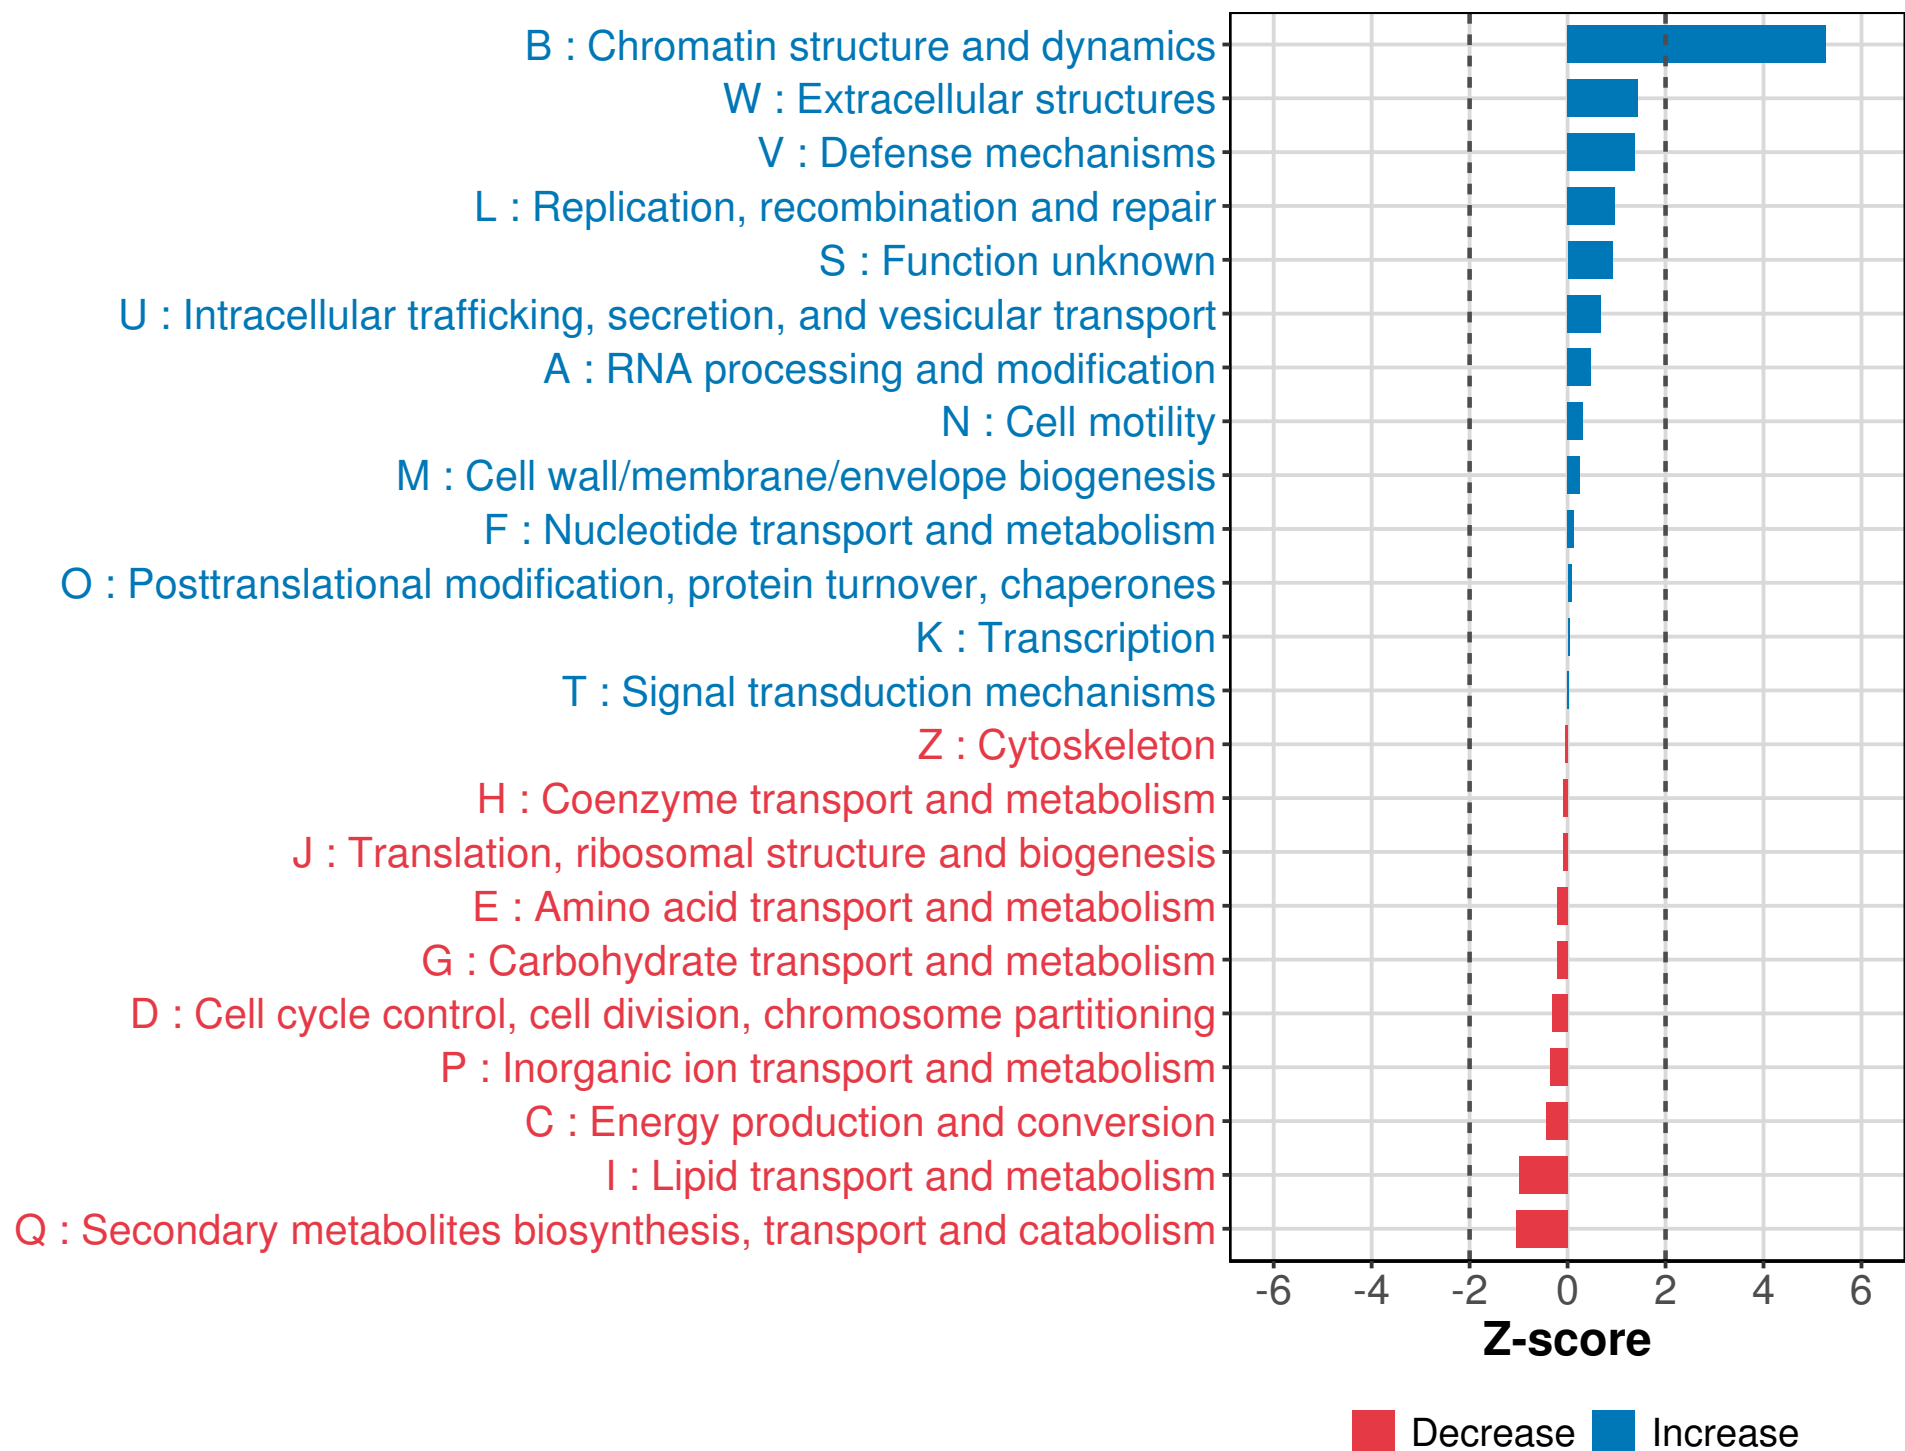 B : Chromatin structure and dynamics
W : Extracellular structures
V : Defense mechanisms
L : Replication, recombination and repair
S : Function unknown
U : Intracellular trafficking, secretion, and vesicular transport
A : RNA processing and modification
N : Cell motility
M : Cell wall/membrane/envelope biogenesis
F : Nucleotide transport and metabolism
O : Posttranslational modification, protein turnover, chaperones
K : Transcription
T : Signal transduction mechanisms
Z : Cytoskeleton
H : Coenzyme transport and metabolism
J : Translation, ribosomal structure and biogenesis
E : Amino acid transport and metabolism
G : Carbohydrate transport and metabolism
D : Cell cycle control, cell division, chromosome partitioning
P : Inorganic ion transport and metabolism
C : Energy production and conversion
I : Lipid transport and metabolism
Q : Secondary metabolites biosynthesis, transport and catabolism
-6 -4 -2 0 2 4 6
Z-score
Decrease Increase